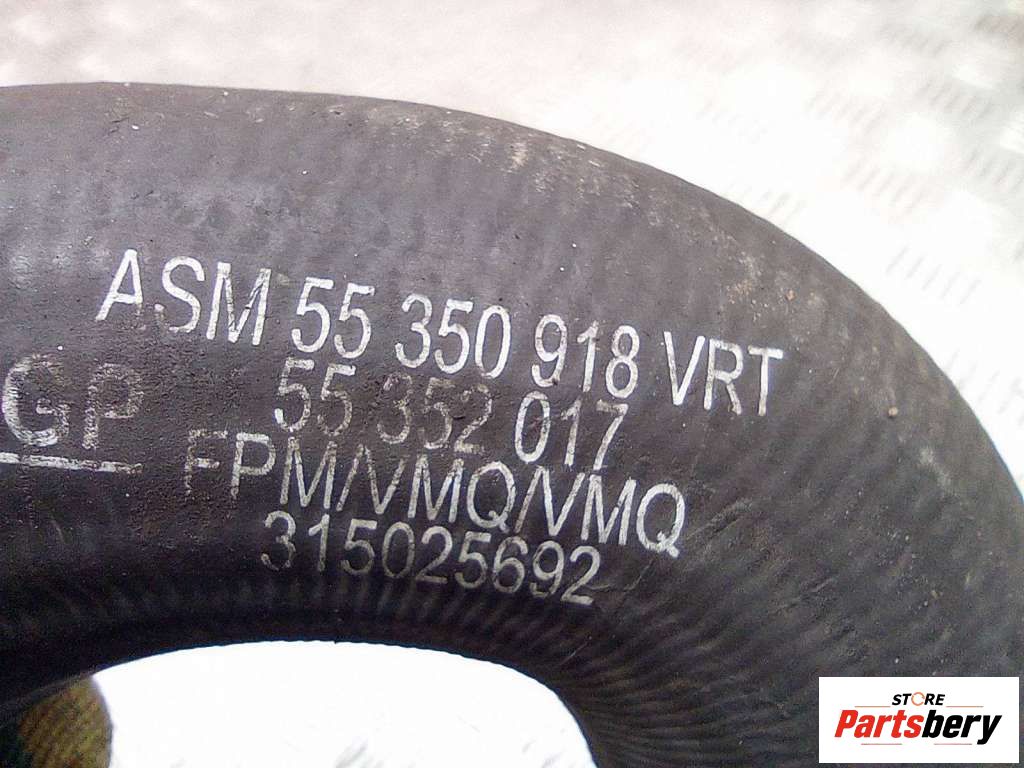 ASM 55 350 918 VRT
GP 55 352 017
FPM/VMQ/VMQ
315025692
STORE
Partsbery